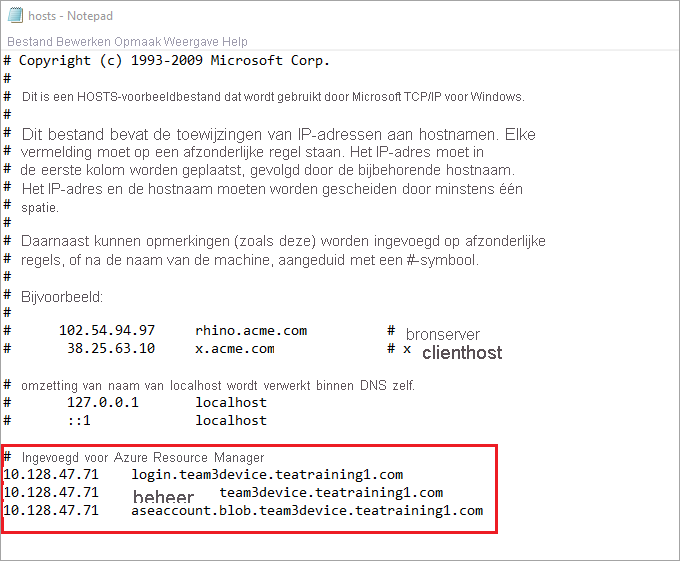 hosts - Notepad
Bestand Bewerken Opmaak Weergave Help
# Copyright (c) 1993-2009 Microsoft Corp.
#
# Dit is een HOSTS-voorbeeldbestand dat wordt gebruikt door Microsoft TCP/IP voor Windows.
#
# Dit bestand bevat de toewijzingen van IP-adressen aan hostnamen. Elke
# vermelding moet op een afzonderlijke regel staan. Het IP-adres moet in
# de eerste kolom worden geplaatst, gevolgd door de bijbehorende hostnaam.
# Het IP-adres en de hostnaam moeten worden gescheiden door minstens één
# spatie.
#
# Daarnaast kunnen opmerkingen (zoals deze) worden ingevoegd op afzonderlijke
# regels, of na de naam van de machine, aangeduid met een #-symbool.
#
# Bijvoorbeeld:
#
# 102.54.94.97 rhino.acme.com # bronserver
# 38.25.63.10 x.acme.com # x clienthost
# omzetting van naam van localhost wordt verwerkt binnen DNS zelf.
# 127.0.0.1 localhost
# ::1 localhost
# Ingevoegd voor Azure Resource Manager
10.128.47.71 login.team3device.teatraining1.com
10.128.47.71 beheer team3device.teatraining1.com
10.128.47.71 aseaccount.blob.team3device.teatraining1.com